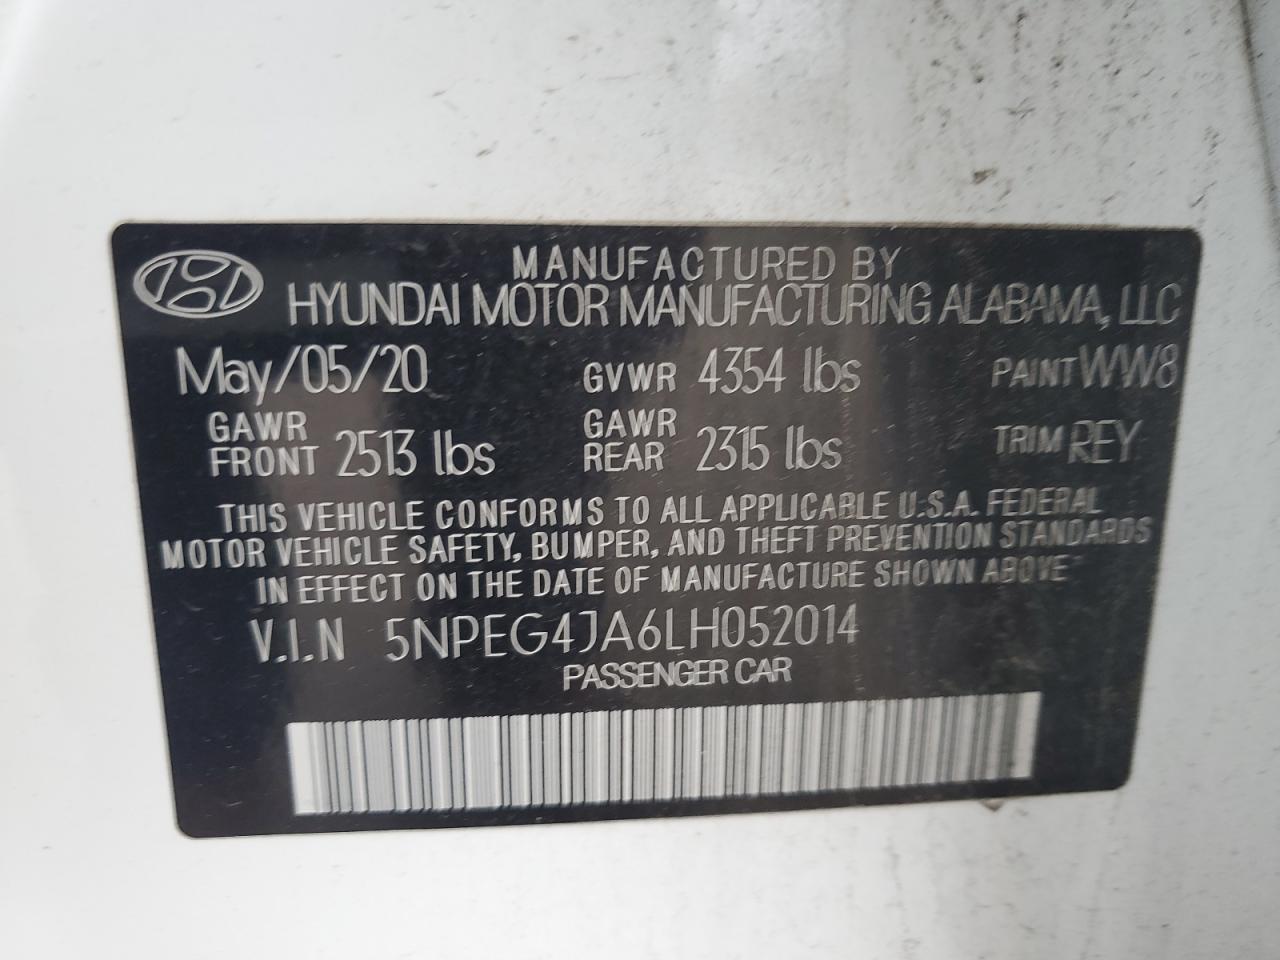 MANUFACTURED BY
HYUNDAI MOTOR MANUFACTURING ALABAMA, LLC
May/05/20 GVWR 4354 lbs PAINT WW8
GAWR FRONT 2513 lbs GAWR REAR 2315 lbs TRIM REY
THIS VEHICLE CONFORMS TO ALL APPLICABLE U.S.A. FEDERAL
MOTOR VEHICLE SAFETY, BUMPER, AND THEFT PREVENTION STANDARDS
IN EFFECT ON THE DATE OF MANUFACTURE SHOWN ABOVE
V.I.N 5NPEG4JA6LH052014
PASSENGER CAR